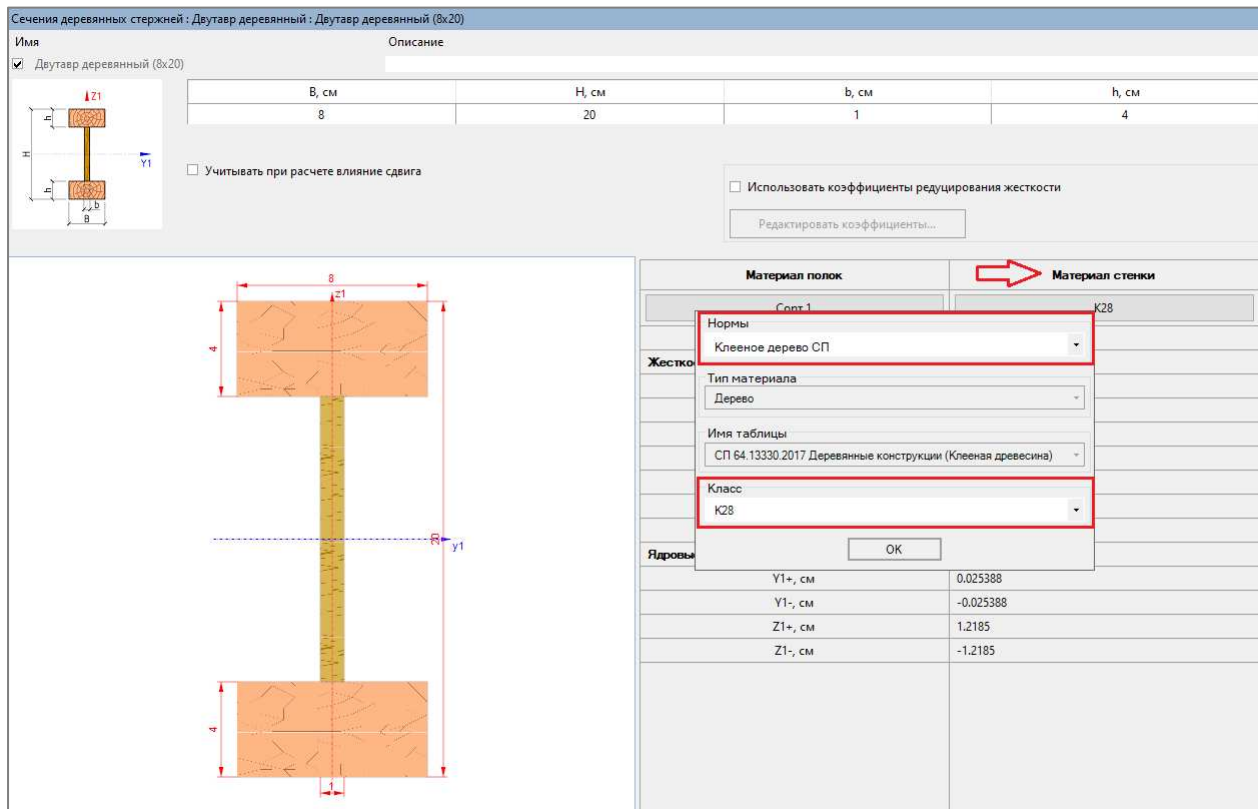 Сечения деревянных стержней : Двутавр деревянный : Двутавр деревянный (8x20)
Имя Описание
Двутавр деревянный (8x20)
B, см H, см b, см h, см
8 20 1 4
Z1
h
H
Y1
h
b
B
Учитывать при расчете влияние сдвига
Использовать коэффициенты редуцирования жесткости
Редактировать коэффициенты...
8
z1
4
20
y1
4
1
Материал полок Материал стенки
Сорт 1 К28
Нормы
Клееное дерево СП
Жестко
Тип материала
Дерево
Имя таблицы
СП 64.13330.2017 Деревянные конструкции (Клееная древесина)
Класс
К28
OK
Ядровы
Y1+, см 0.025388
Y1-, см -0.025388
Z1+, см 1.2185
Z1-, см -1.2185